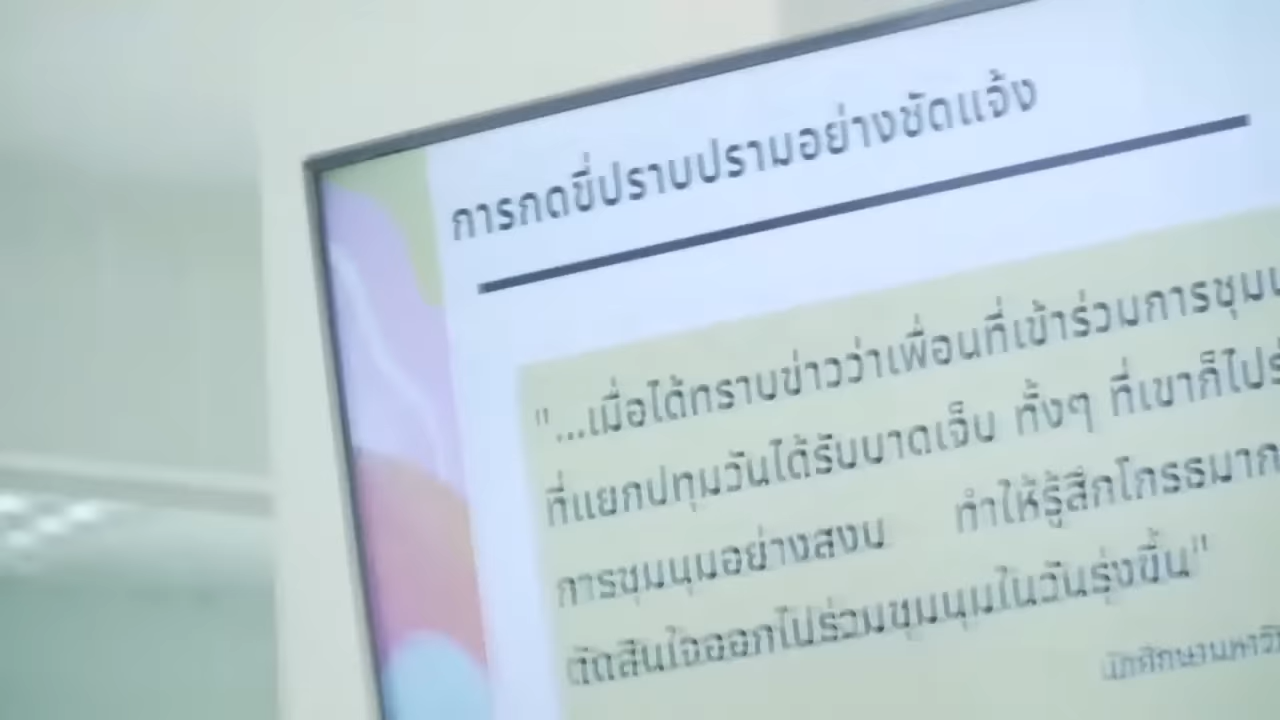 การกดขี่ปราบปรามอย่างชัดแจ้ง
"...เมื่อได้ทราบข่าวว่าเพื่อนที่เข้าร่วมการชุม
ที่แยกปทุมวันได้รับบาดเจ็บ ทั้งๆ ที่เขาก็ไป
การชุมนุมอย่างสงบ ทำให้รู้สึกโกรธมาก
ตัดสินใจออกไปร่วมชุมนุมในวันรุ่งขึ้น"
นักศึกษา